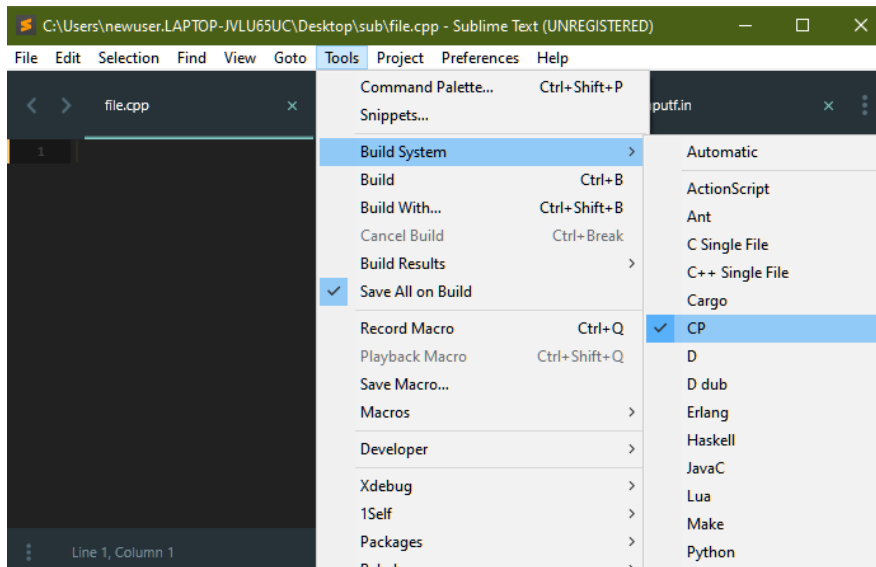 C:\Users\newuser.LAPTOP-JVLU65UC\Desktop\sub\file.cpp - Sublime Text (UNREGISTERED)
File Edit Selection Find View Goto Tools Project Preferences Help
file.cpp
1
Line 1, Column 1
Command Palette... Ctrl+Shift+P
Snippets...
Build System
Build Ctrl+B
Build With... Ctrl+Shift+B
Cancel Build Ctrl+Break
Build Results
Save All on Build
Record Macro Ctrl+Q
Playback Macro Ctrl+Shift+Q
Save Macro...
Macros
Developer
Xdebug
1Self
Packages
putf.in
Automatic
ActionScript
Ant
C Single File
C++ Single File
Cargo
CP
D
D dub
Erlang
Haskell
JavaC
Lua
Make
Python